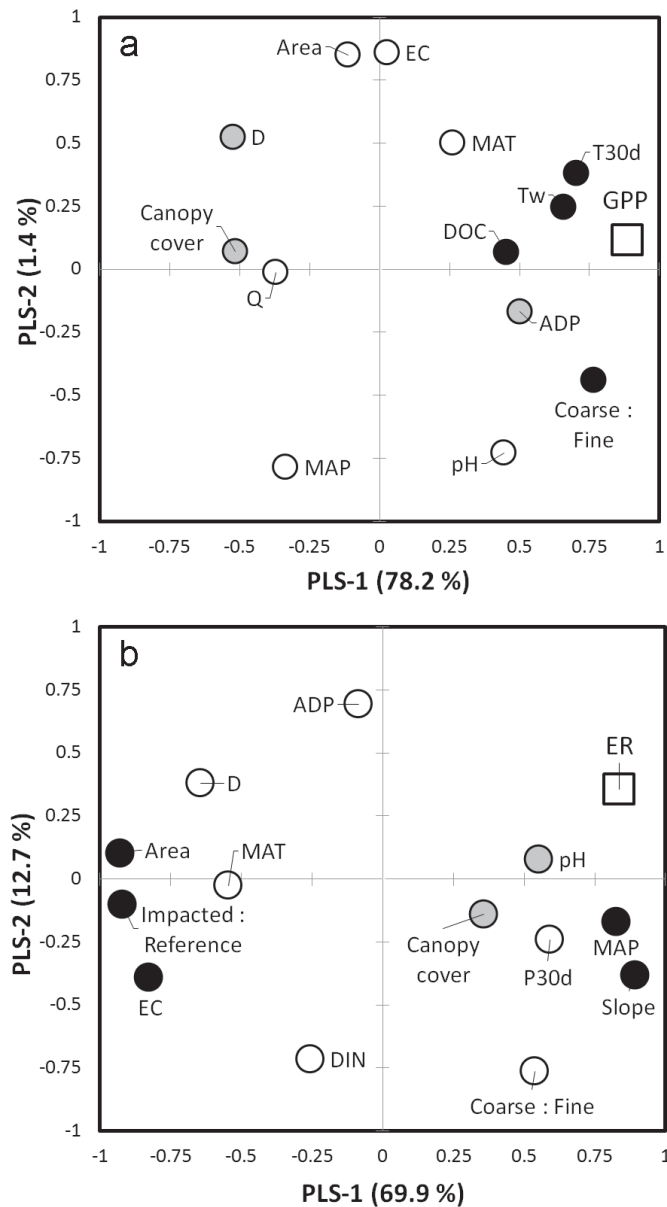 a
1
0.75
0.5
0.25
0
-0.25
-0.5
-0.75
-1
PLS-2 (1.4 %)
Area
EC
D
MAT
T30d
Tw
GPP
Canopy
cover
DOC
Q
ADP
Coarse :
Fine
MAP
pH
-1
-0.75
-0.5
-0.25
0
0.25
0.5
0.75
1
PLS-1 (78.2 %)
b
1
0.75
0.5
0.25
0
-0.25
-0.5
-0.75
-1
PLS-2 (12.7 %)
ADP
ER
D
Area
MAT
pH
Impacted :
Reference
Canopy
cover
MAP
P30d
EC
Slope
DIN
Coarse : Fine
-1
-0.75
-0.5
-0.25
0
0.25
0.5
0.75
1
PLS-1 (69.9 %)